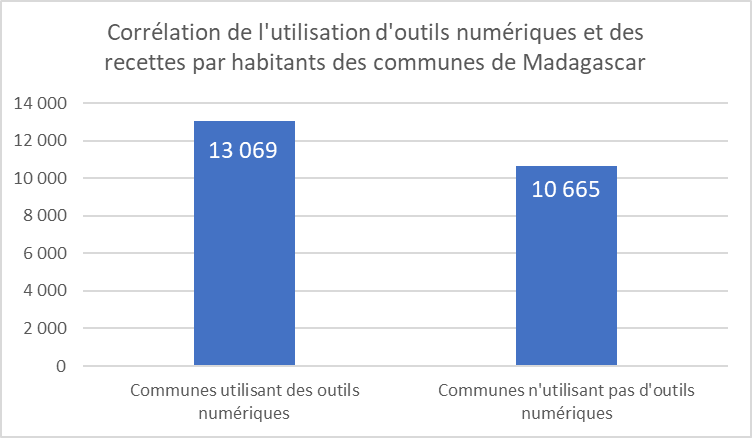 Corrélation de l'utilisation d'outils numériques et des
recettes par habitants des communes de Madagascar
14 000
12 000
10 000
8 000
6 000
4 000
2 000
0
13 069
10 665
Communes utilisant des outils
numériques
Communes n'utilisant pas d'outils
numériques